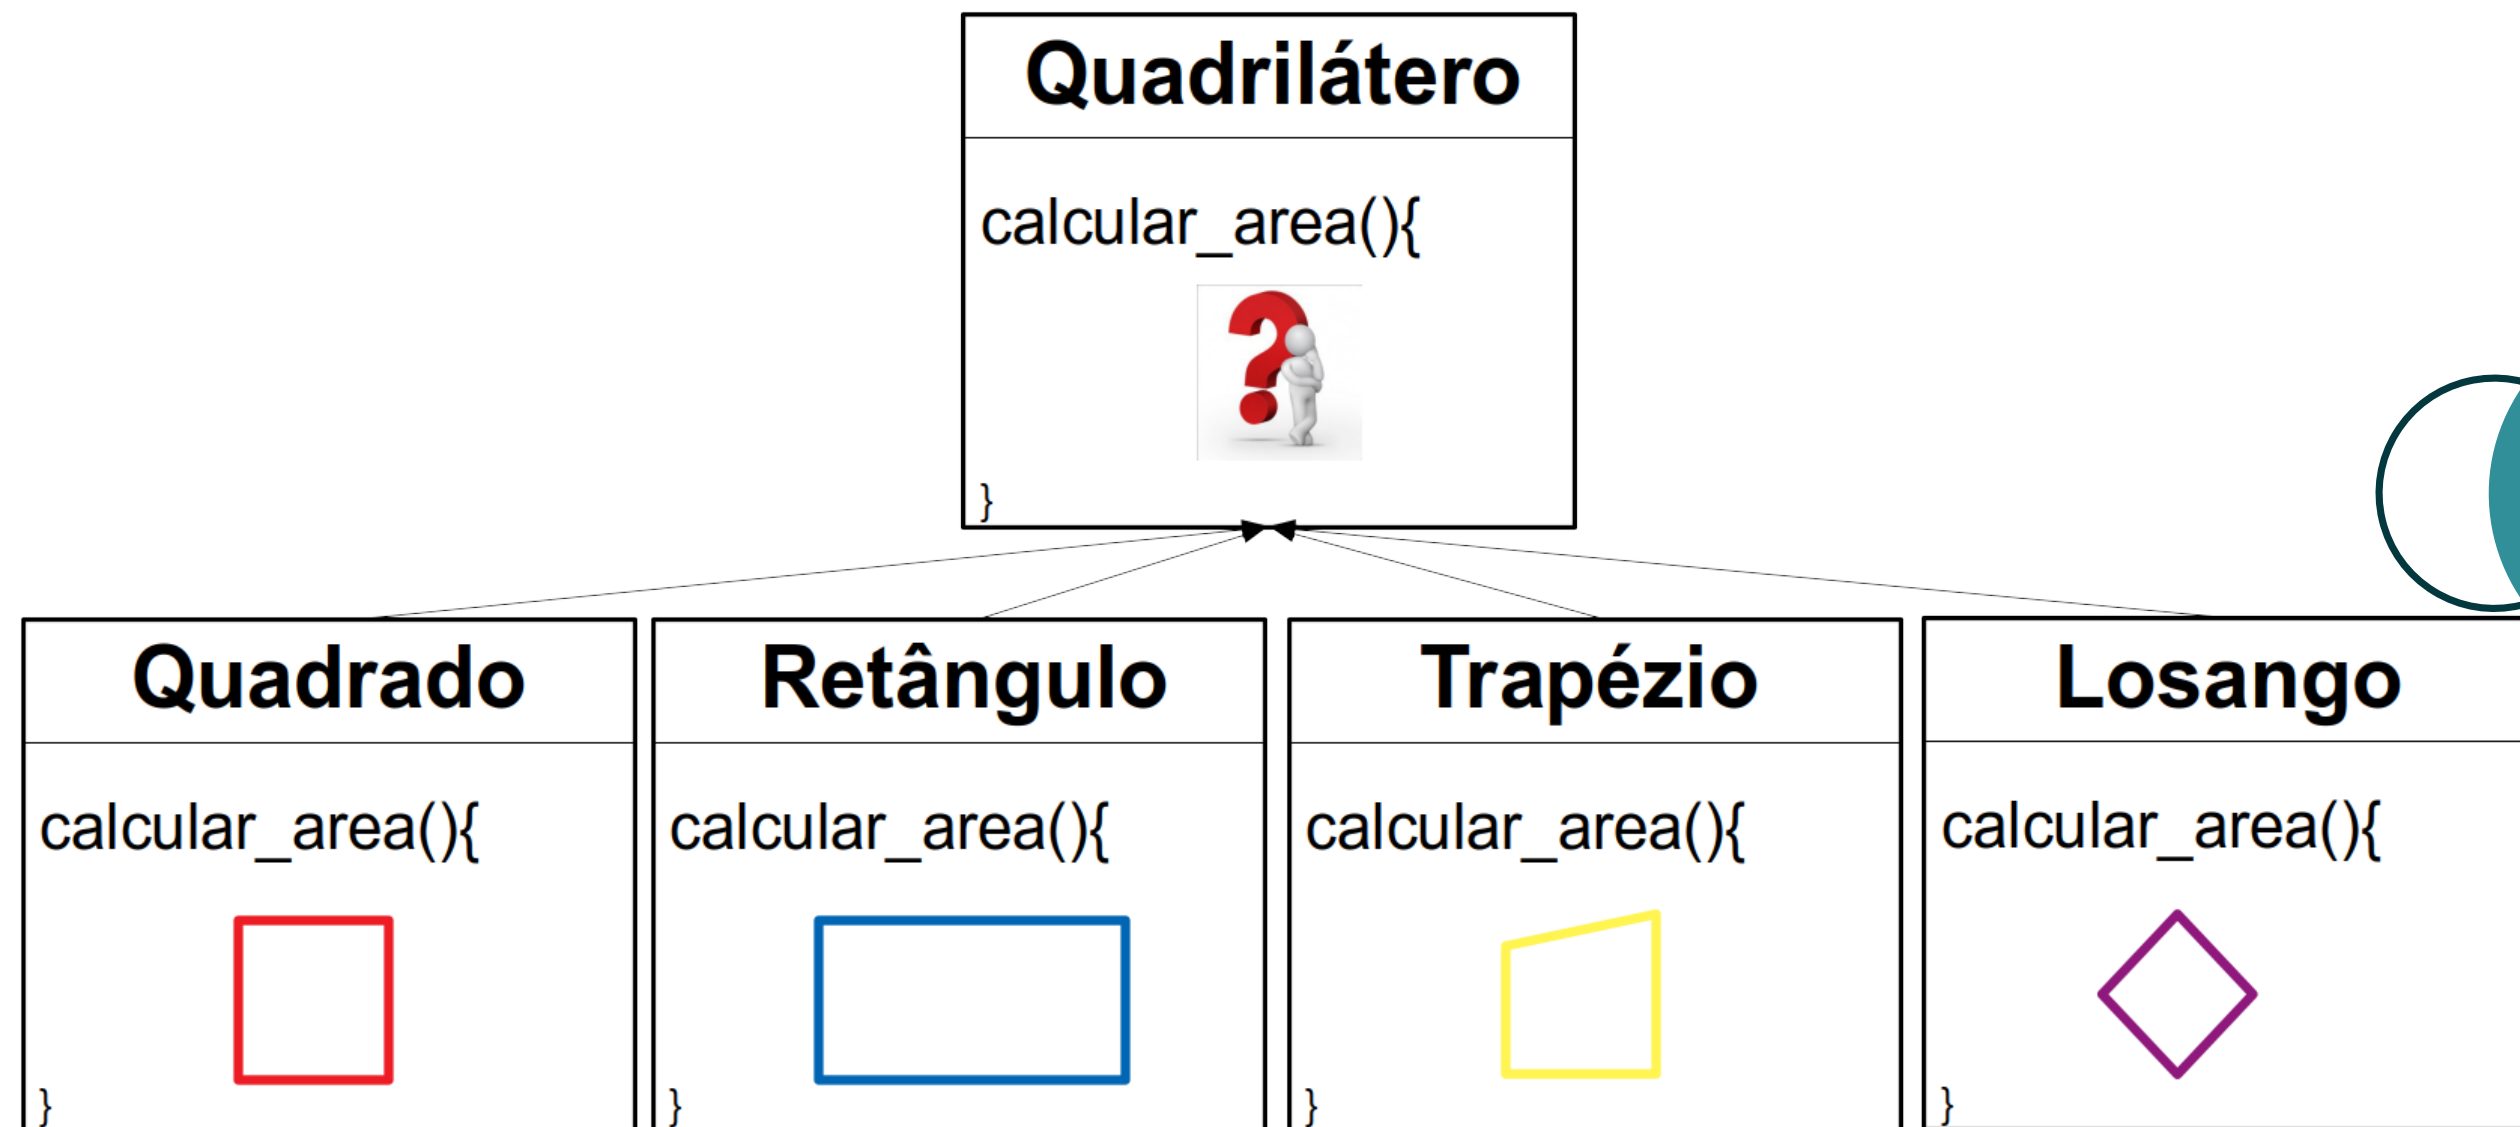 Quadrilátero
calcular_area(){
}
Quadrado
calcular_area(){
}
Retângulo
calcular_area(){
}
Trapézio
calcular_area(){
}
Losango
calcular_area(){
}